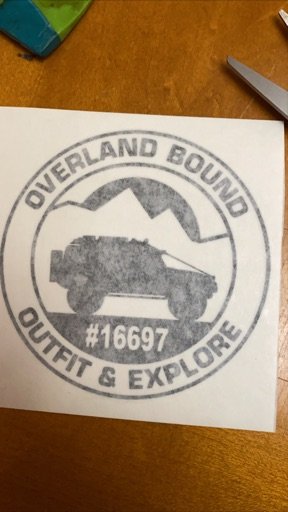 OVERLAND BOUND
#16697
OUTFIT & EXPLORE